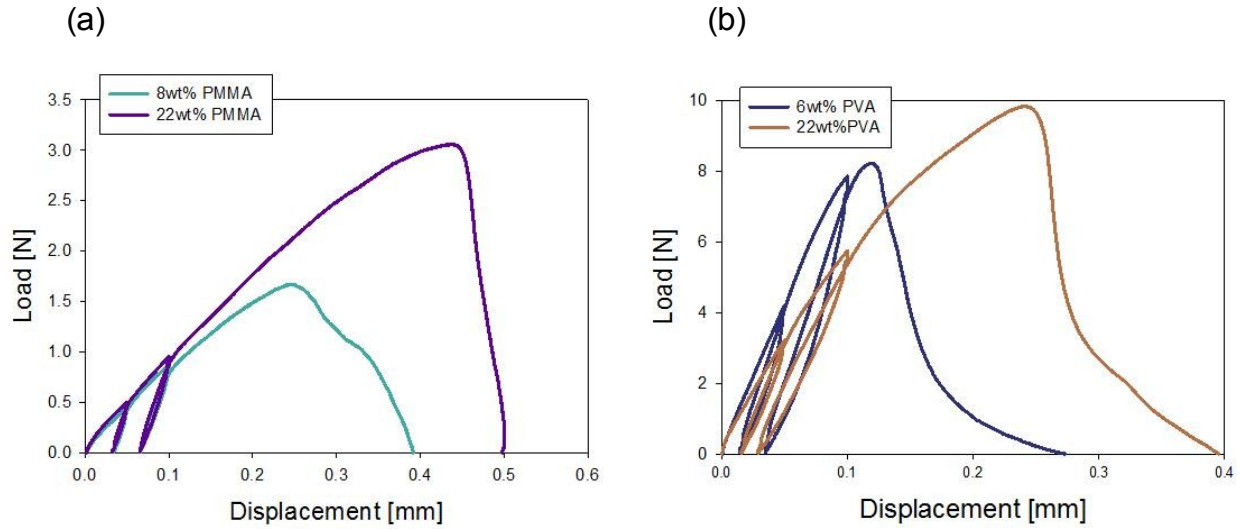 (a)
8wt% PMMA
22wt% PMMA
3.5
3.0
2.5
2.0
1.5
1.0
0.5
0.0
Load [N]
0.0 0.1 0.2 0.3 0.4 0.5 0.6
Displacement [mm]
(b)
6wt% PVA
22wt%PVA
10
8
6
4
2
0
Load [N]
0.0 0.1 0.2 0.3 0.4
Displacement [mm]